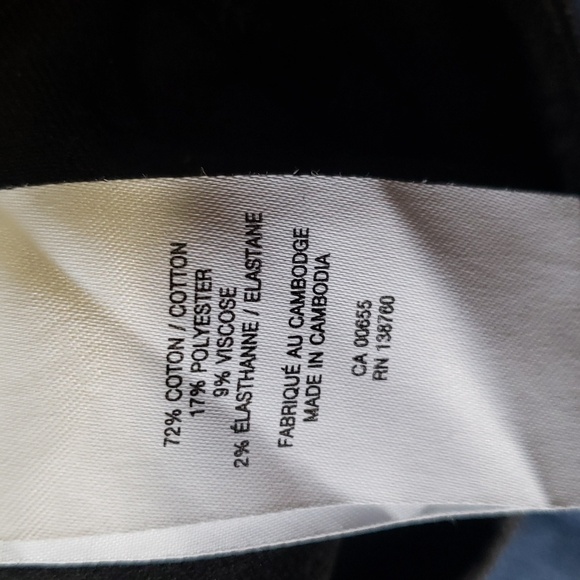 72% COTON / COTTON
17% POLYESTER
9% VISCOSE
2% ÉLASTHANNE / ELASTANE
FABRIQUÉ AU CAMBODGE
MADE IN CAMBODIA
CA 00655
RN 138760